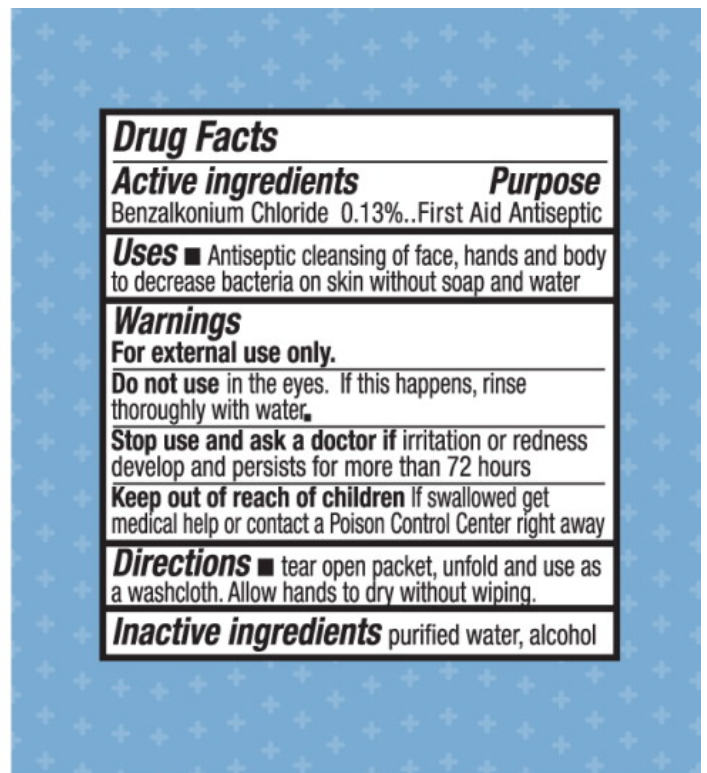 Drug Facts
Active ingredients Purpose
Benzalkonium Chloride 0.13%..First Aid Antiseptic
Uses ■ Antiseptic cleansing of face, hands and body
to decrease bacteria on skin without soap and water
Warnings
For external use only.
Do not use in the eyes. If this happens, rinse
thoroughly with water.■
Stop use and ask a doctor if irritation or redness
develop and persists for more than 72 hours
Keep out of reach of children If swallowed get
medical help or contact a Poison Control Center right away
Directions ■ tear open packet, unfold and use as
a washcloth. Allow hands to dry without wiping.
Inactive ingredients purified water, alcohol